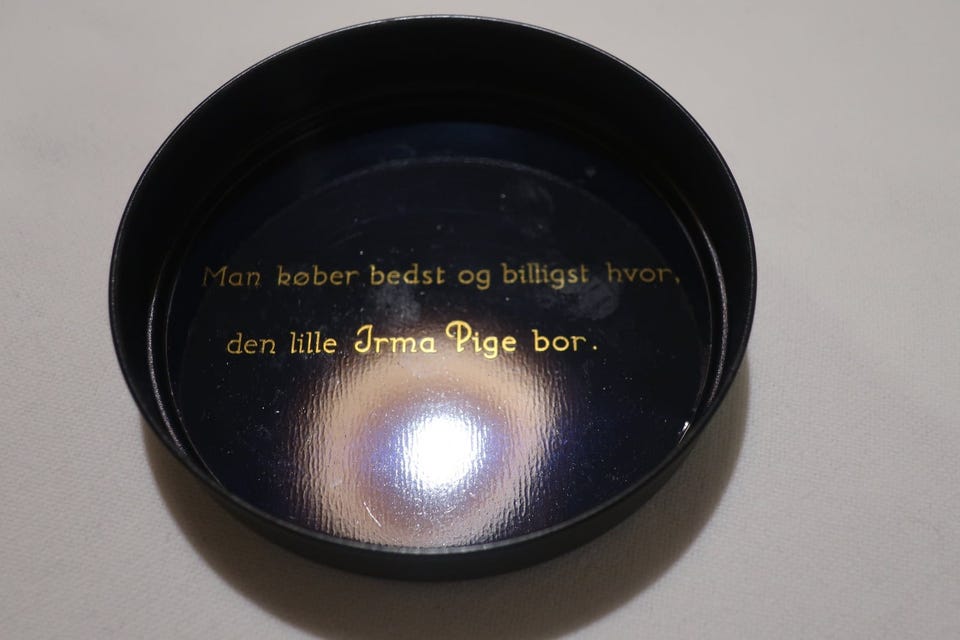 Man køber bedst og billigst hvor,
den lille Irma Pige bor.